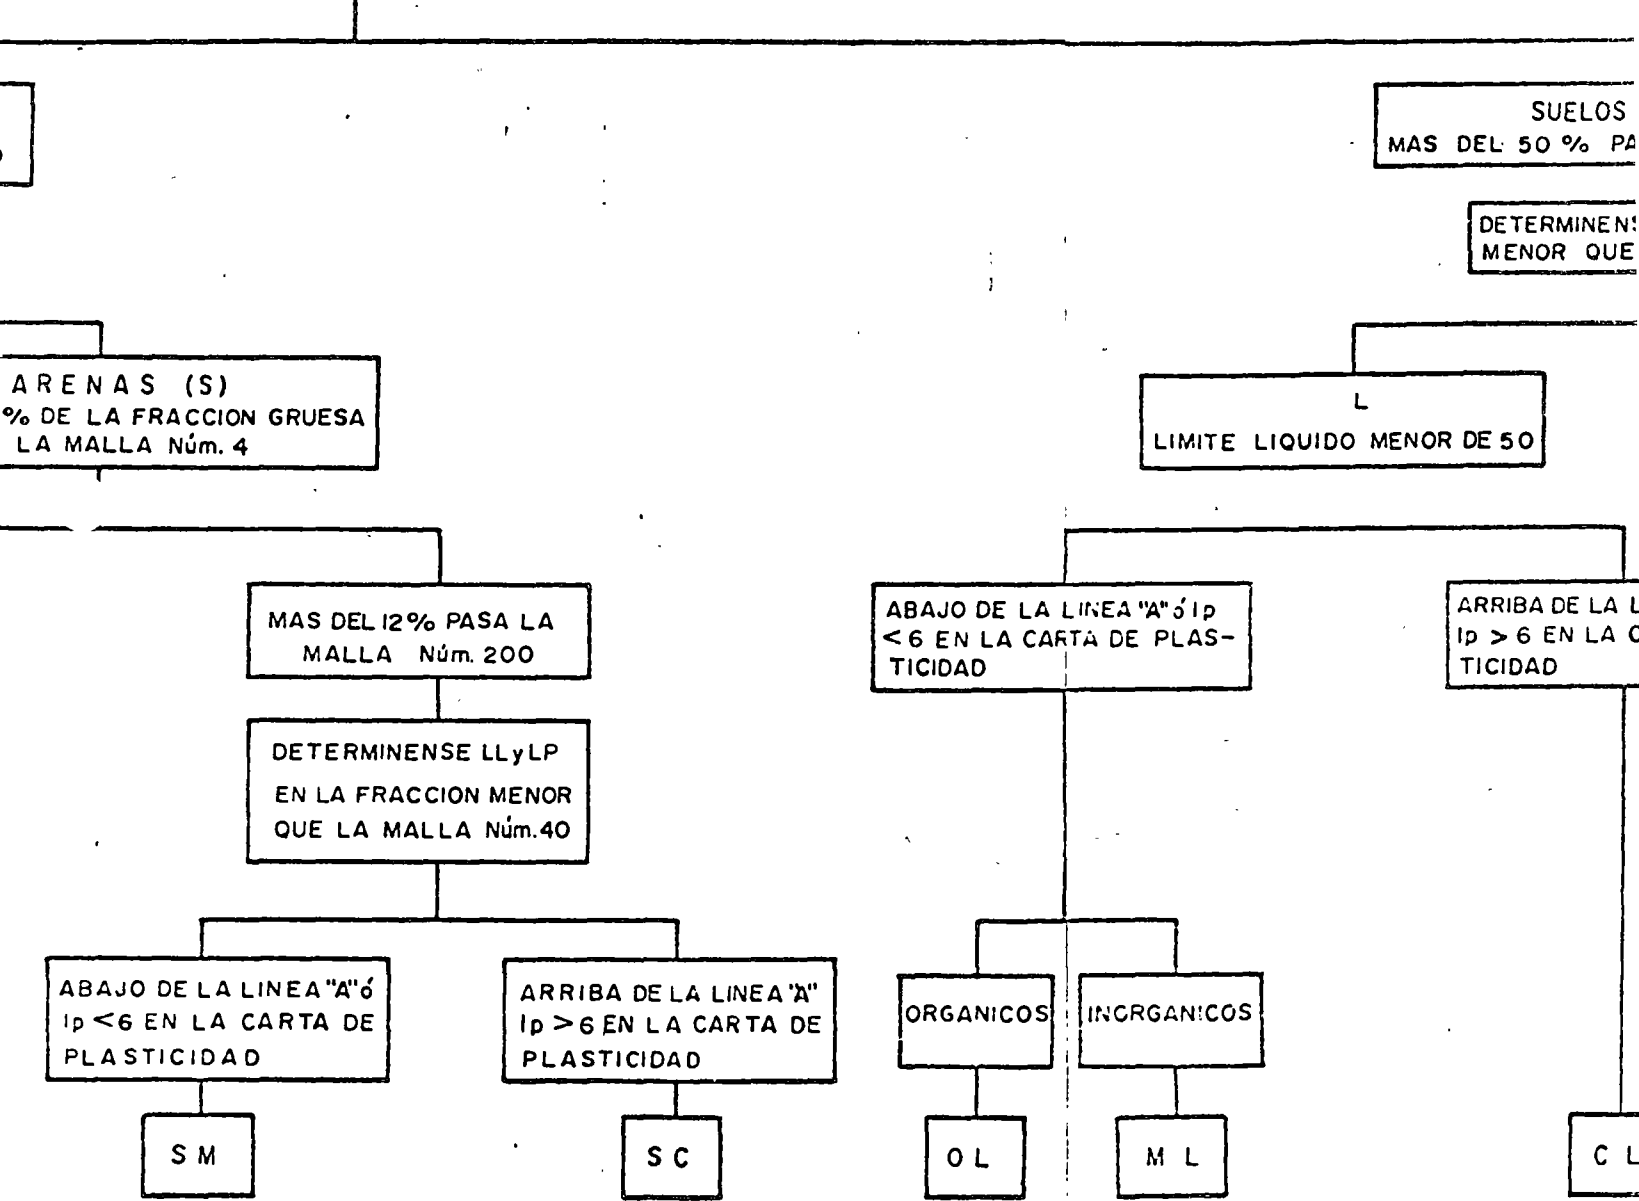 SUELOS
MAS DEL 50 % PA
DETERMINENS
MENOR QUE
ARENAS (S)
% DE LA FRACCION GRUESA
LA MALLA Núm. 4
L
LIMITE LIQUIDO MENOR DE 50
MAS DEL 12% PASA LA
MALLA Núm. 200
ABAJO DE LA LINEA "A" ó Ip
< 6 EN LA CARTA DE PLAS-
TICIDAD
ARRIBA DE LA L
Ip > 6 EN LA C
TICIDAD
DETERMINENSE LL y LP
EN LA FRACCION MENOR
QUE LA MALLA Núm. 40
ABAJO DE LA LINEA "A" ó
Ip < 6 EN LA CARTA DE
PLASTICIDAD
ARRIBA DE LA LINEA "A"
Ip > 6 EN LA CARTA DE
PLASTICIDAD
ORGANICOS
INORGANICOS
SM
SC
OL
ML
CL